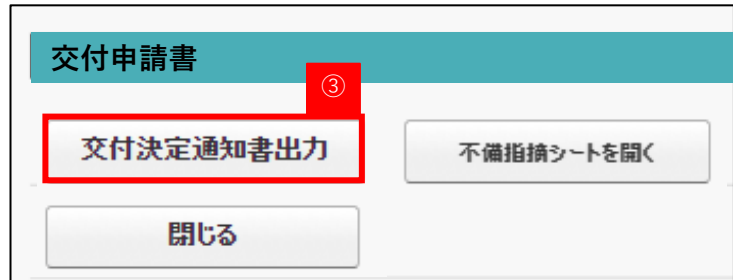 交付申請書
③
交付決定通知書出力
不備指摘シートを開く
閉じる